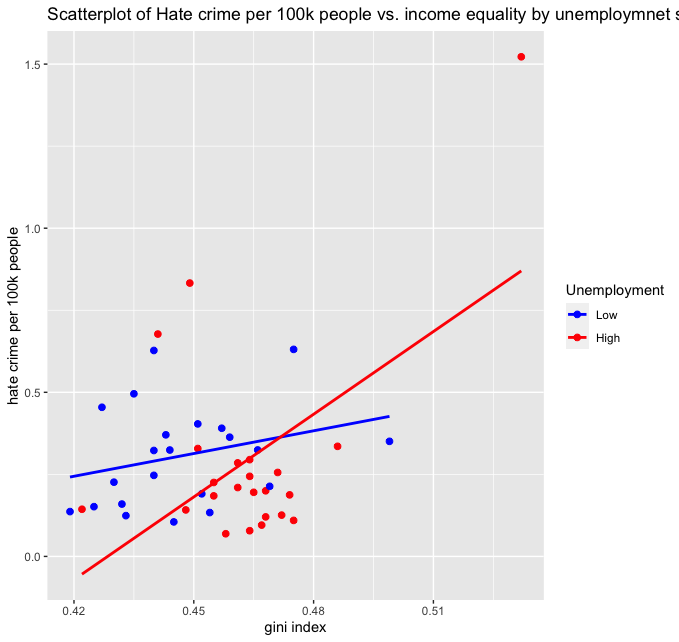 Scatterplot of Hate crime per 100k people vs. income equality by unemploymnet s
1.5
1.0
0.5
0.0
hate crime per 100k people
0.42
0.45
0.48
0.51
gini index
Unemployment
Low
High